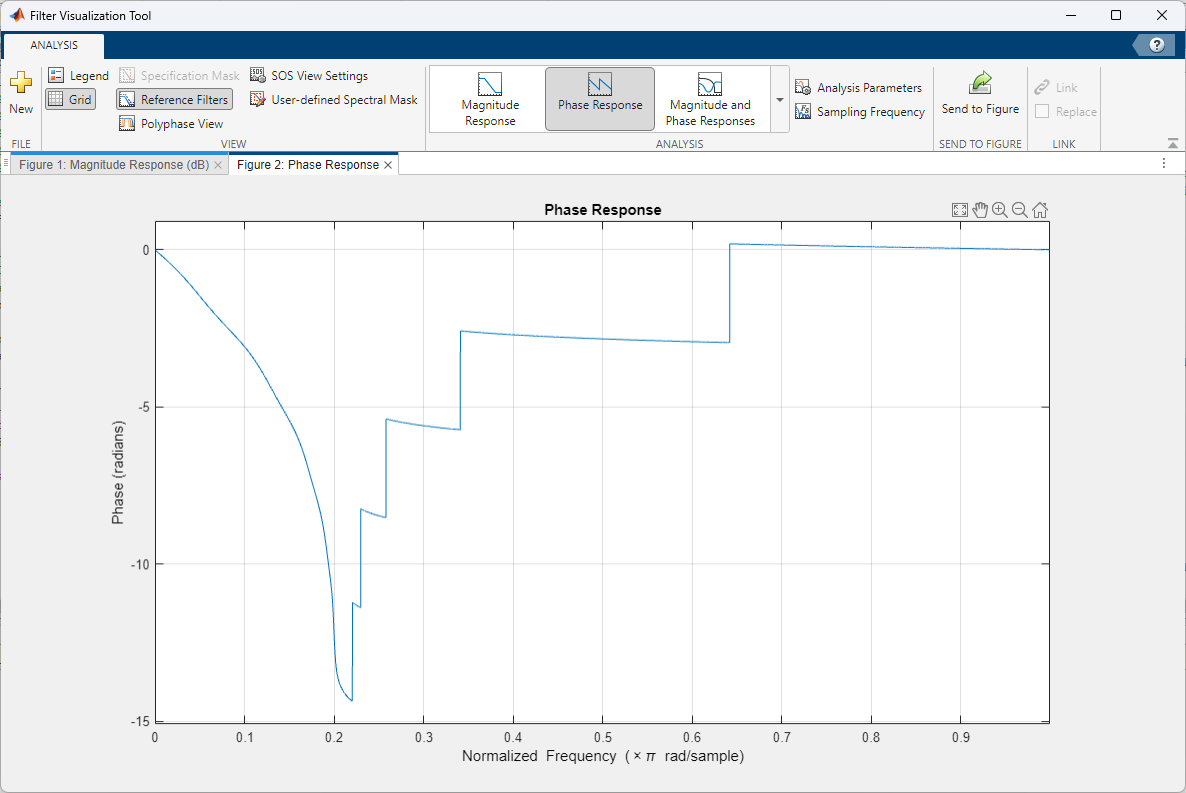 Filter Visualization Tool
ANALYSIS
?
New
Legend
Grid
Specification Mask
Reference Filters
Polyphase View
SOS View Settings
User-defined Spectral Mask
Magnitude
Response
Phase Response
Magnitude and
Phase Responses
Analysis Parameters
Sampling Frequency
Send to Figure
Link
Replace
FILE
VIEW
ANALYSIS
SEND TO FIGURE
LINK
Figure 1: Magnitude Response (dB)
Figure 2: Phase Response
Phase Response
0
-5
-10
-15
Phase (radians)
0 0.1 0.2 0.3 0.4 0.5 0.6 0.7 0.8 0.9
Normalized Frequency (×π rad/sample)